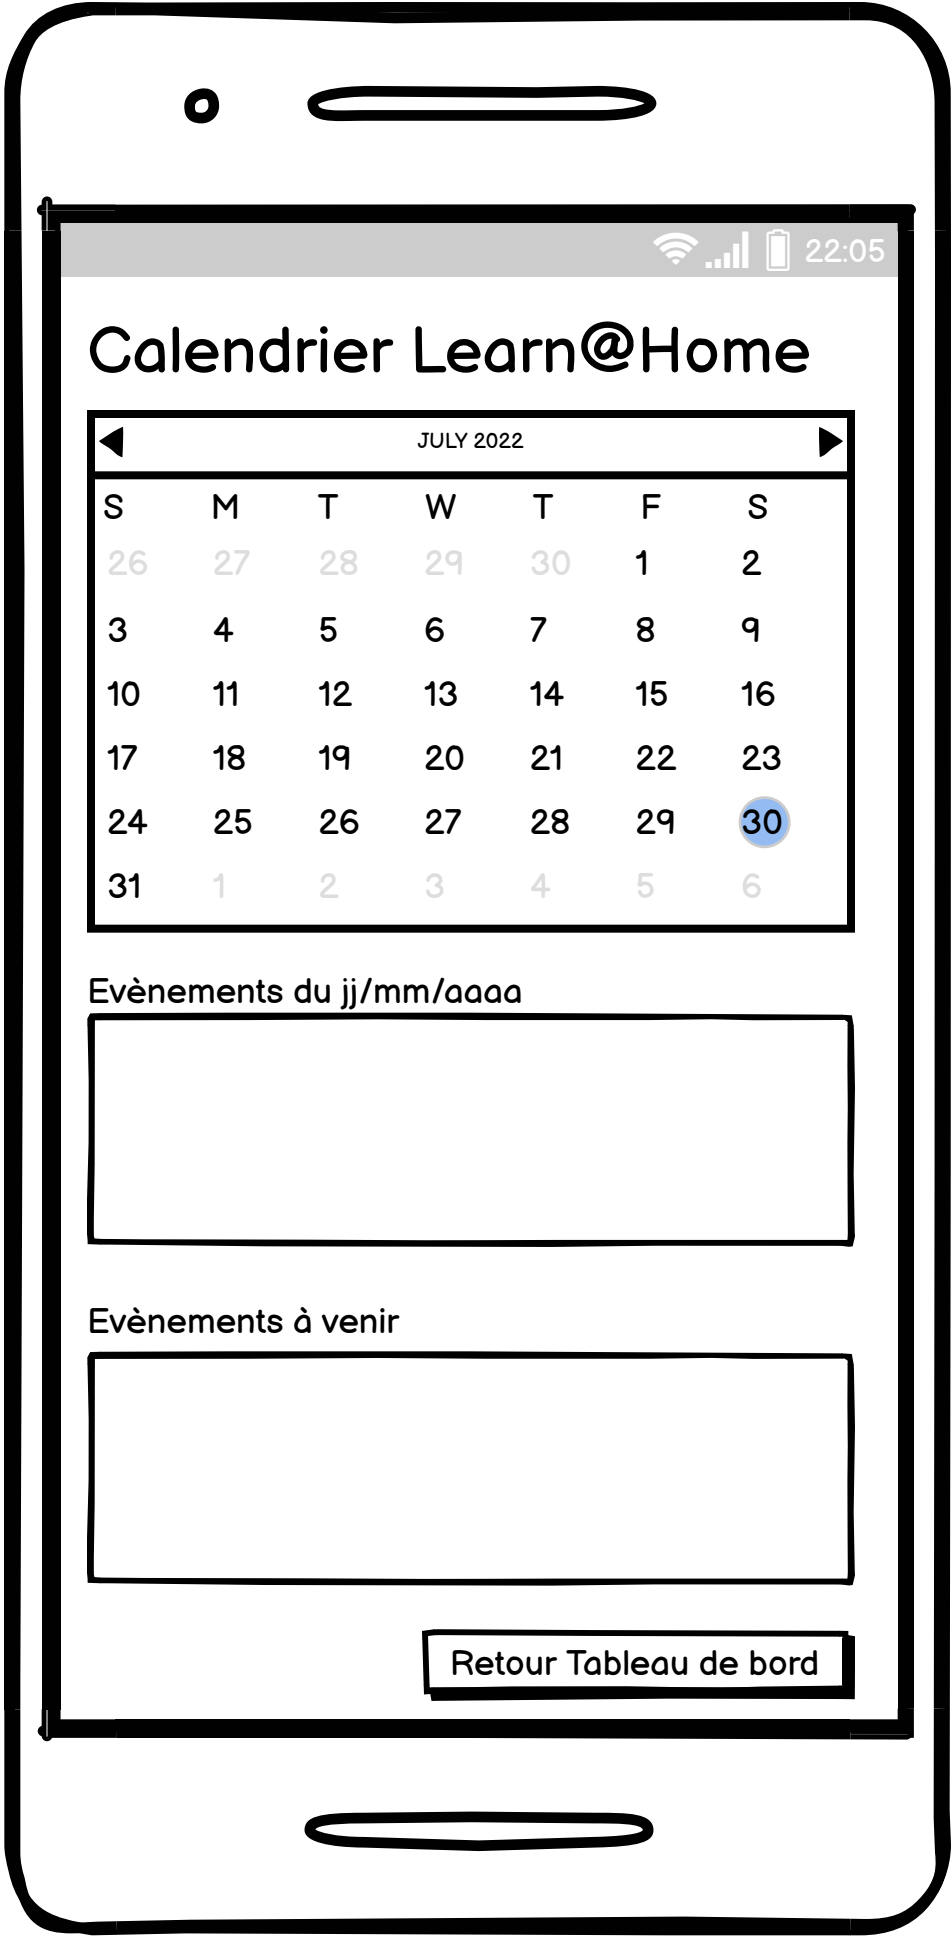 22:05
Calendrier Learn@Home
JULY 2022
S M T W T F S
26 27 28 29 30 1 2
3 4 5 6 7 8 9
10 11 12 13 14 15 16
17 18 19 20 21 22 23
24 25 26 27 28 29 30
31 1 2 3 4 5 6
Evènements du jj/mm/aaaa
Evènements à venir
Retour Tableau de bord